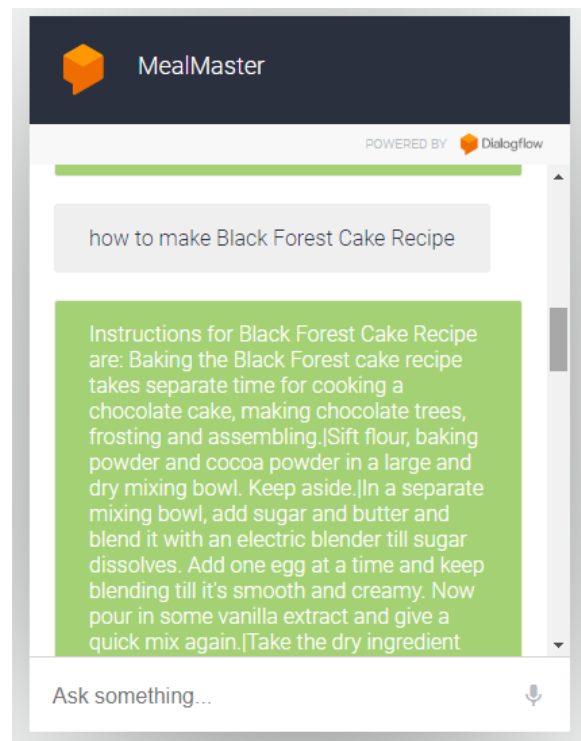 MealMaster
POWERED BY Dialogflow
how to make Black Forest Cake Recipe
Instructions for Black Forest Cake Recipe
are: Baking the Black Forest cake recipe
takes separate time for cooking a
chocolate cake, making chocolate trees,
frosting and assembling.|Sift flour, baking
powder and cocoa powder in a large and
dry mixing bowl. Keep aside.|In a separate
mixing bowl, add sugar and butter and
blend it with an electric blender till sugar
dissolves. Add one egg at a time and keep
blending till it's smooth and creamy. Now
pour in some vanilla extract and give a
quick mix again.|Take the dry ingredient
Ask something...